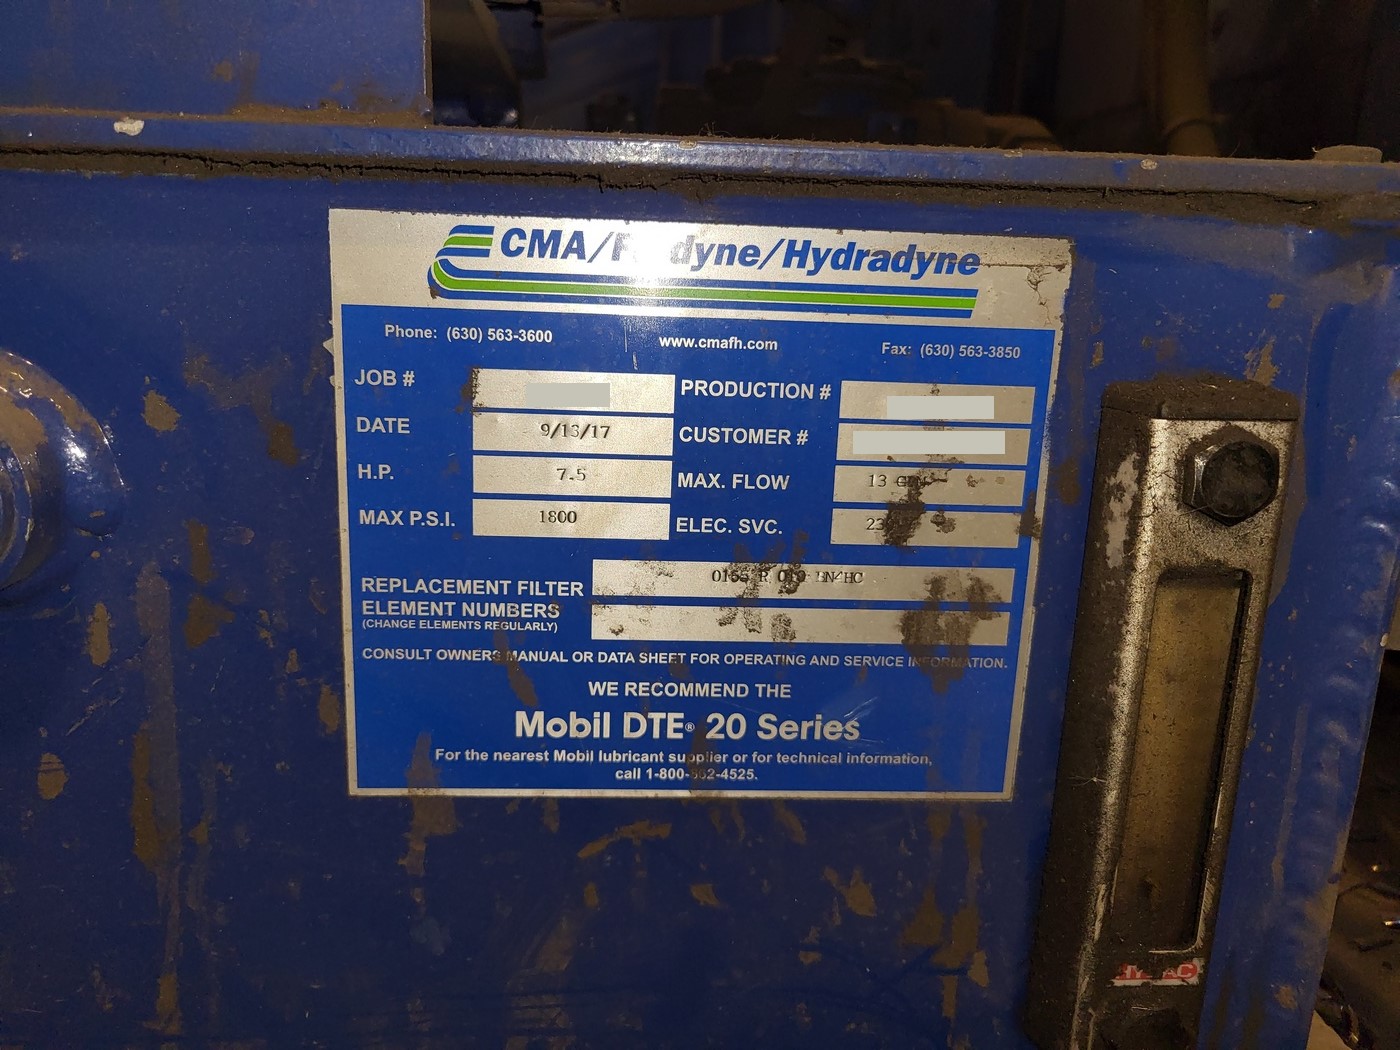 CMA/F dyne/Hydradyne
Phone: (630) 563-3600 www.cmafh.com Fax: (630) 563-3850
JOB # PRODUCTION #
DATE 9/13/17 CUSTOMER #
H.P. 7.5 MAX. FLOW 13
MAX P.S.I. 1800 ELEC. SVC.
REPLACEMENT FILTER
ELEMENT NUMBERS
(CHANGE ELEMENTS REGULARLY)
CONSULT OWNERS MANUAL OR DATA SHEET FOR OPERATING AND SERVICE INFORMATION.
WE RECOMMEND THE
Mobil DTE® 20 Series
For the nearest Mobil lubricant supplier or for technical information,
call